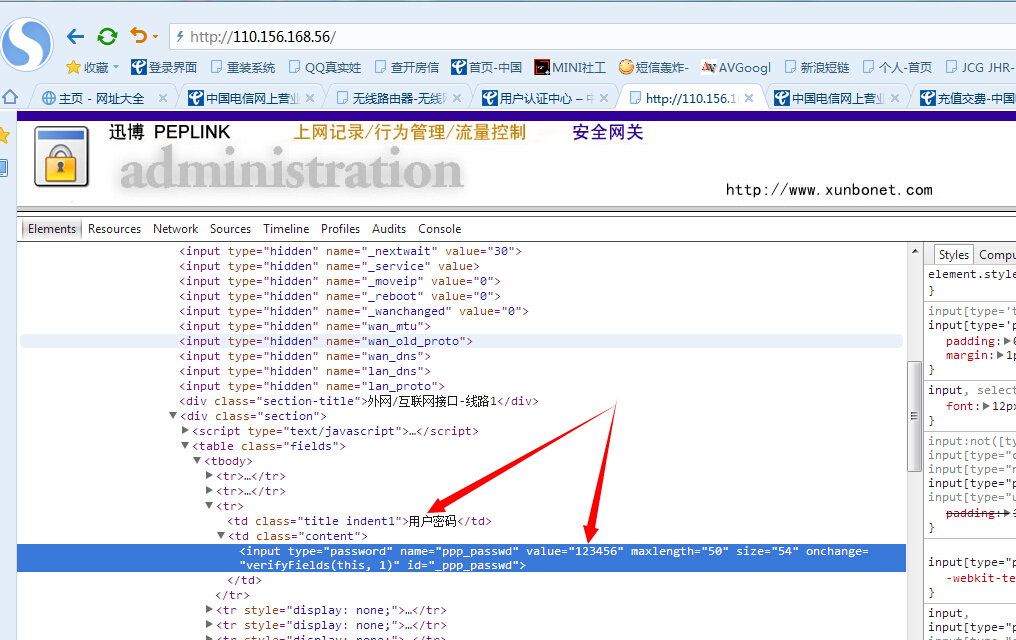 http://110.156.168.56/
收藏 登录界面 重装系统 QQ真实姓 查开房信 首页-中国 MINI社工 短信轰炸- AVGoogl 新浪短链 个人-首页 JCG JHR-
主页 - 网址大全 中国电信网上营业 无线路由器-无线 用户认证中心 – 中 http://110.156.1 中国电信网上营业 充值交费-中国
迅博 PEPLINK 上网记录/行为管理/流量控制 安全网关
administration
http://www.xunbonet.com
Elements Resources Network Sources Timeline Profiles Audits Console
<input type="hidden" name="_nextwait" value="30">
<input type="hidden" name="_service" value>
<input type="hidden" name="_moveip" value="0">
<input type="hidden" name="_reboot" value="0">
<input type="hidden" name="_wanchanged" value="0">
<input type="hidden" name="wan_mtu">
<input type="hidden" name="wan_old_proto">
<input type="hidden" name="wan_dns">
<input type="hidden" name="lan_dns">
<input type="hidden" name="lan_proto">
<div class="section-title">外网/互联网接口-线路1</div>
<div class="section">
<script type="text/javascript">…</script>
<table class="fields">
<tbody>
<tr>…</tr>
<tr>…</tr>
<tr>
<td class="title indent1">用户密码</td>
<td class="content">
<input type="password" name="ppp_passwd" value="123456" maxlength="50" size="54" onchange=
"verifyFields(this, 1)" id="_ppp_passwd">
</td>
</tr>
<tr style="display: none;">…</tr>
<tr style="display: none;">…</tr>
<tr style="display: none;">…</tr>
Styles Compu
element.style
}
input[type='t
input[type='p
padding:
margin: 1p
}
input, select
font: 12px
}
input:not([ty
input[type="
input[type="
input[type="p
input[type="u
padding:
}
input[type="p
-webkit-te
}
input,
input[type="p